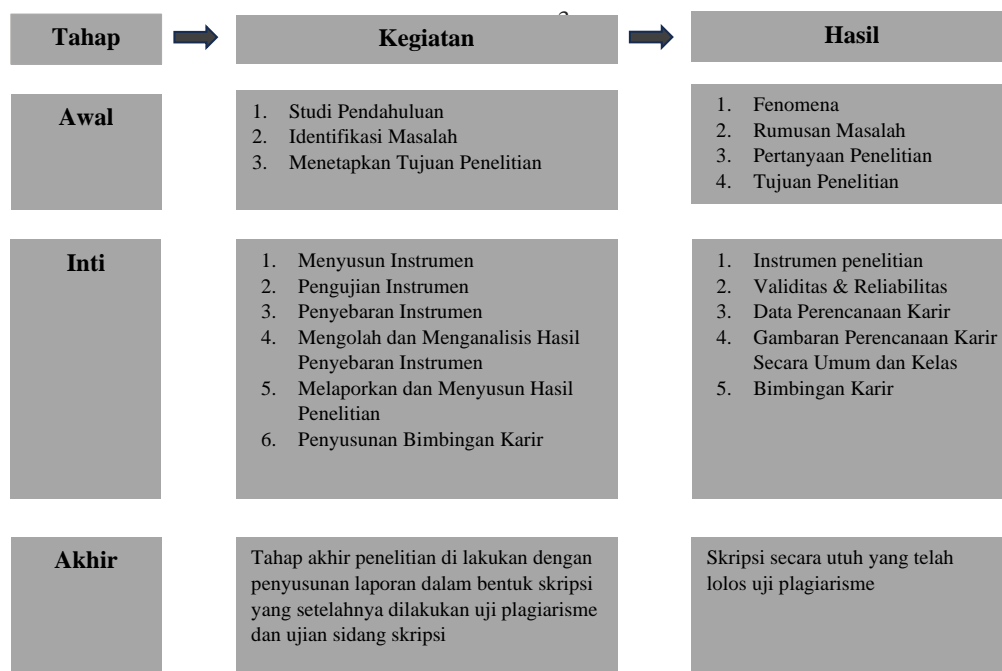 Tahap
Kegiatan
Hasil
Awal
1. Studi Pendahuluan
2. Identifikasi Masalah
3. Menetapkan Tujuan Penelitian
1. Fenomena
2. Rumusan Masalah
3. Pertanyaan Penelitian
4. Tujuan Penelitian
Inti
1. Menyusun Instrumen
2. Pengujian Instrumen
3. Penyebaran Instrumen
4. Mengolah dan Menganalisis Hasil
Penyebaran Instrumen
5. Melaporkan dan Menyusun Hasil
Penelitian
6. Penyusunan Bimbingan Karir
1. Instrumen penelitian
2. Validitas & Reliabilitas
3. Data Perencanaan Karir
4. Gambaran Perencanaan Karir
Secara Umum dan Kelas
5. Bimbingan Karir
Akhir
Tahap akhir penelitian di lakukan dengan
penyusunan laporan dalam bentuk skripsi
yang setelahnya dilakukan uji plagiarisme
dan ujian sidang skripsi
Skripsi secara utuh yang telah
lolos uji plagiarisme